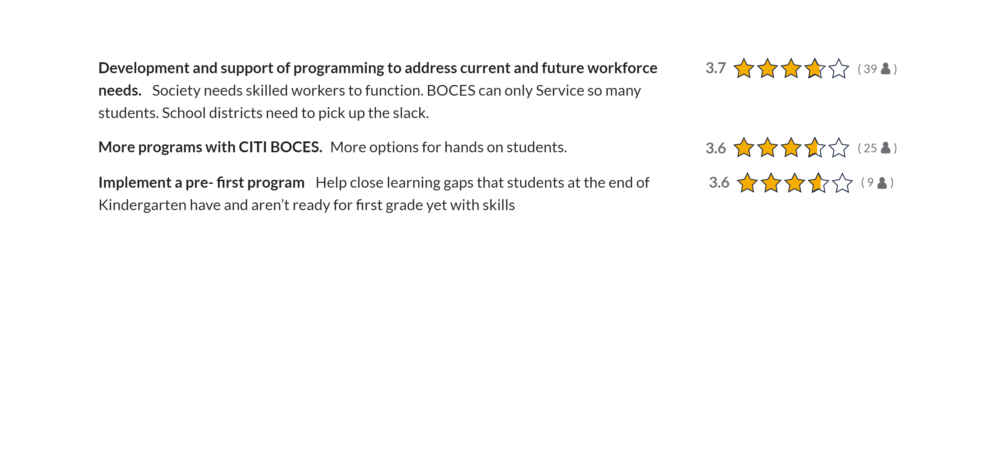 Development and support of programming to address current and future workforce 3.7 ( 39 )
needs. Society needs skilled workers to function. BOCES can only Service so many
students. School districts need to pick up the slack.
More programs with CITI BOCES. More options for hands on students. 3.6 ( 25 )
Implement a pre- first program Help close learning gaps that students at the end of 3.6 ( 9 )
Kindergarten have and aren’t ready for first grade yet with skills